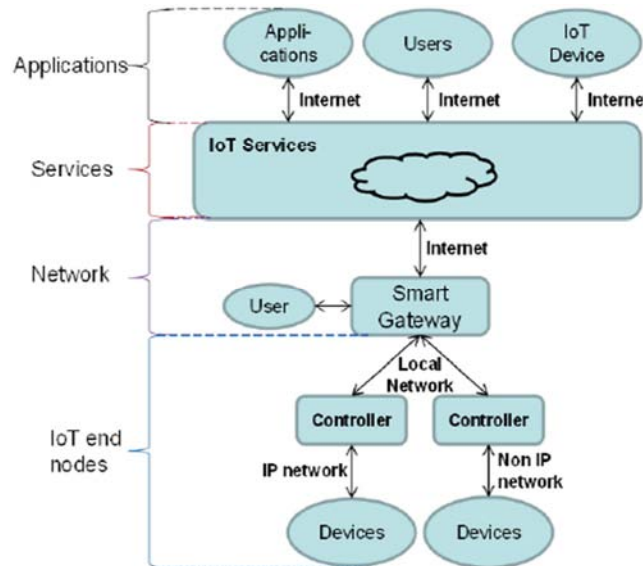 Applications
Appli-
cations
Users
IoT
Device
Internet
Internet
Internet
Services
IoT Services
Network
Internet
User
Smart
Gateway
IoT end
nodes
Local
Network
Controller
Controller
IP network
Non IP
network
Devices
Devices